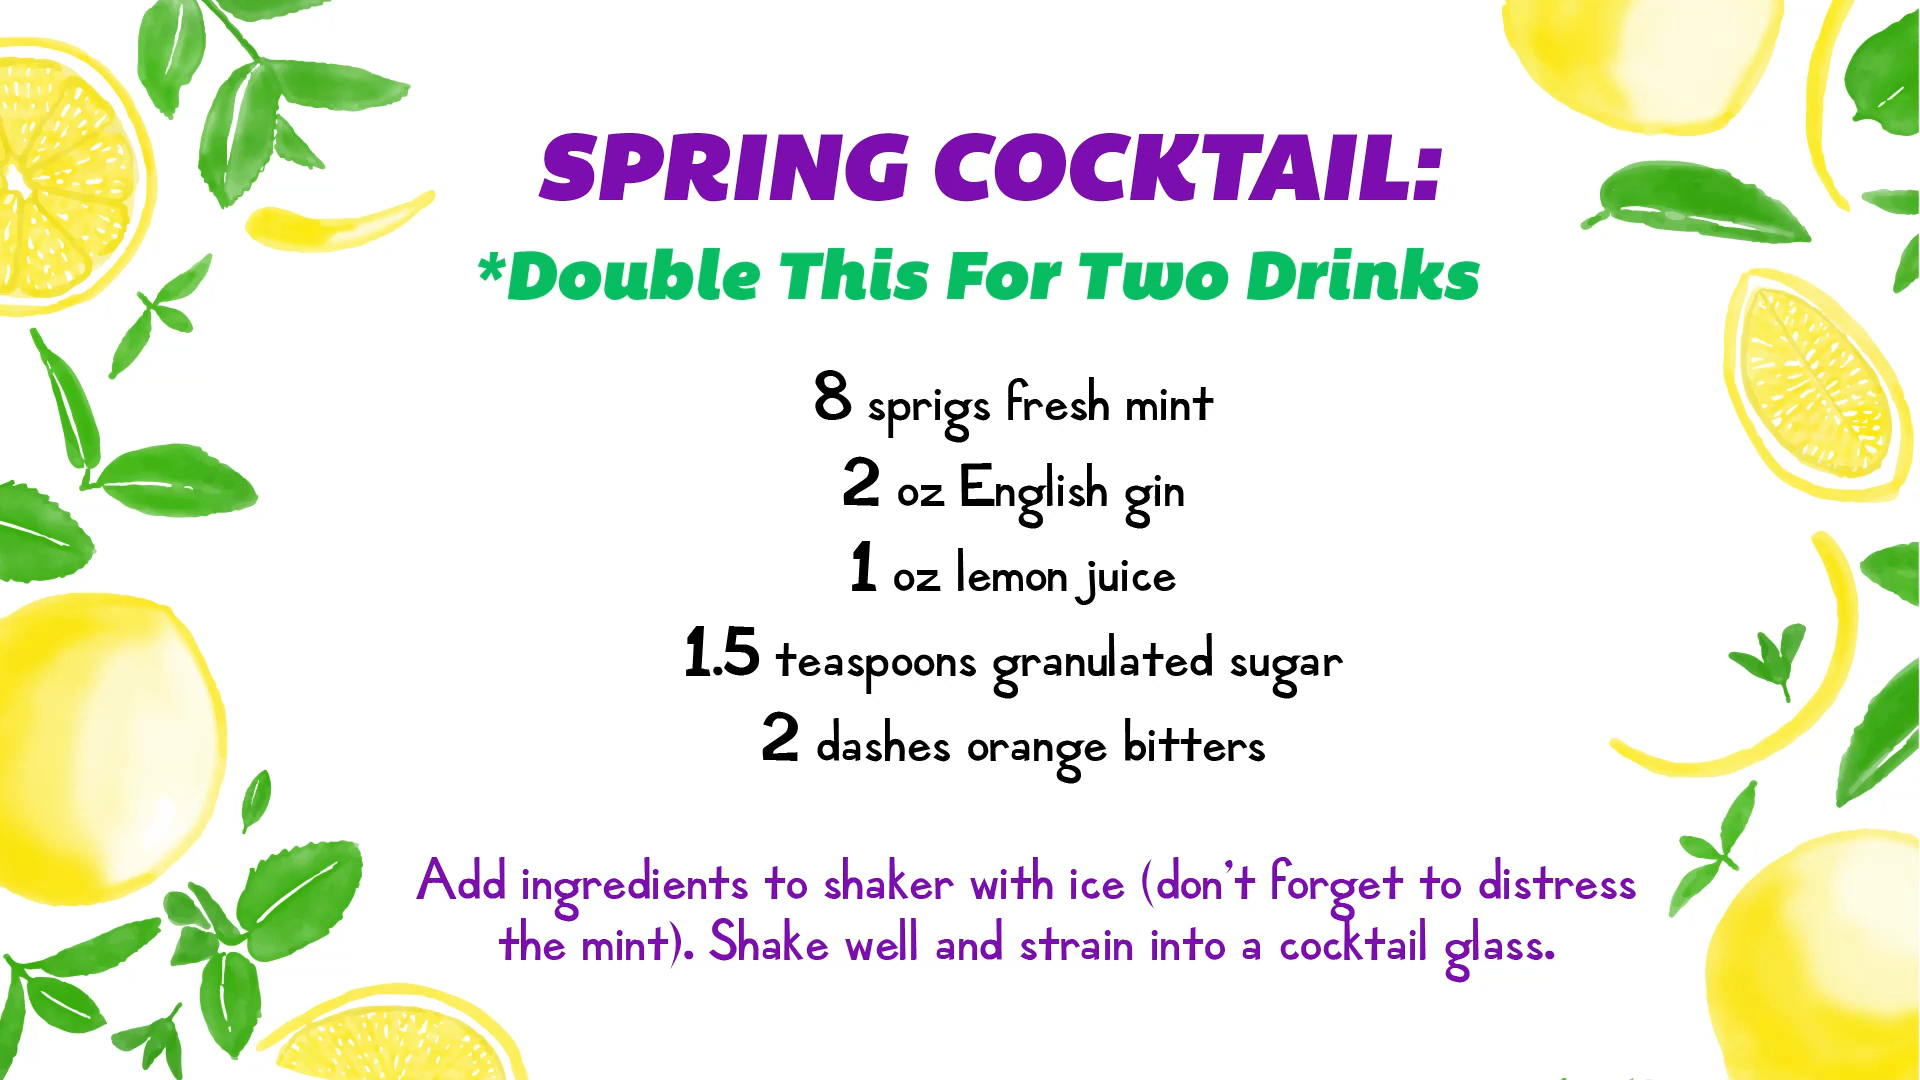 SPRING COCKTAIL:
*Double This For Two Drinks
8 sprigs fresh mint
2 oz English gin
1 oz lemon juice
1.5 teaspoons granulated sugar
2 dashes orange bitters
Add ingredients to shaker with ice (don't forget to distress
the mint). Shake well and strain into a cocktail glass.